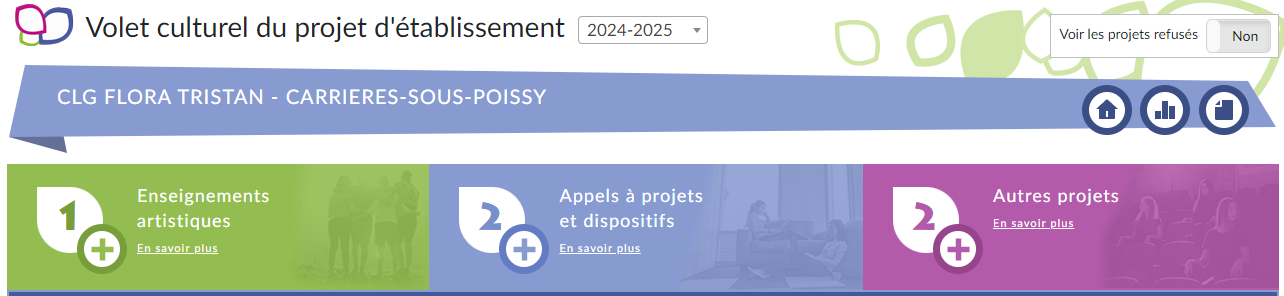 Volet culturel du projet d'établissement
2024-2025
Voir les projets refusés
Non
CLG FLORA TRISTAN - CARRIERES-SOUS-POISSY
1
Enseignements
artistiques
En savoir plus
2
Appels à projets
et dispositifs
En savoir plus
2
Autres projets
En savoir plus